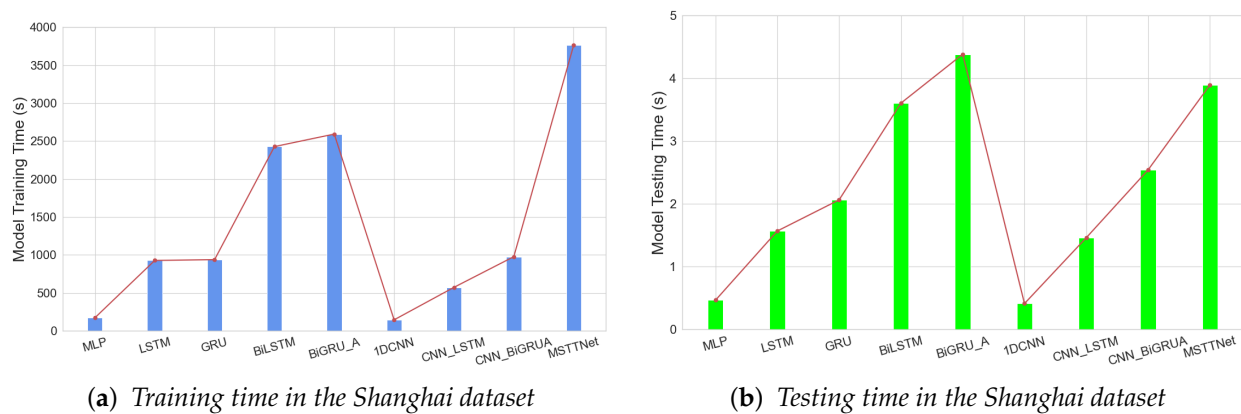 Model Training Time (s)
4000
3500
3000
2500
2000
1500
1000
500
0
MLP LSTM GRU BiLSTM BiGRU_A 1DCNN CNN_LSTM CNN_BiGRUA MSTTNet
(a) Training time in the Shanghai dataset
Model Testing Time (s)
5
4
3
2
1
0
MLP LSTM GRU BiLSTM BiGRU_A 1DCNN CNN_LSTM CNN_BiGRUA MSTTNet
(b) Testing time in the Shanghai dataset